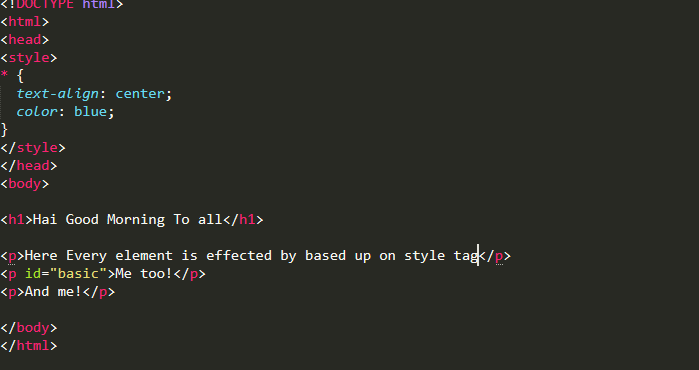 <!DOCTYPE html>
<html>
<head>
<style>
* {
  text-align: center;
  color: blue;
}
</style>
</head>
<body>
<h1>Hai Good Morning To all</h1>
<p>Here Every element is effected by based up on style tag</p>
<p id="basic">Me too!</p>
<p>And me!</p>
</body>
</html>